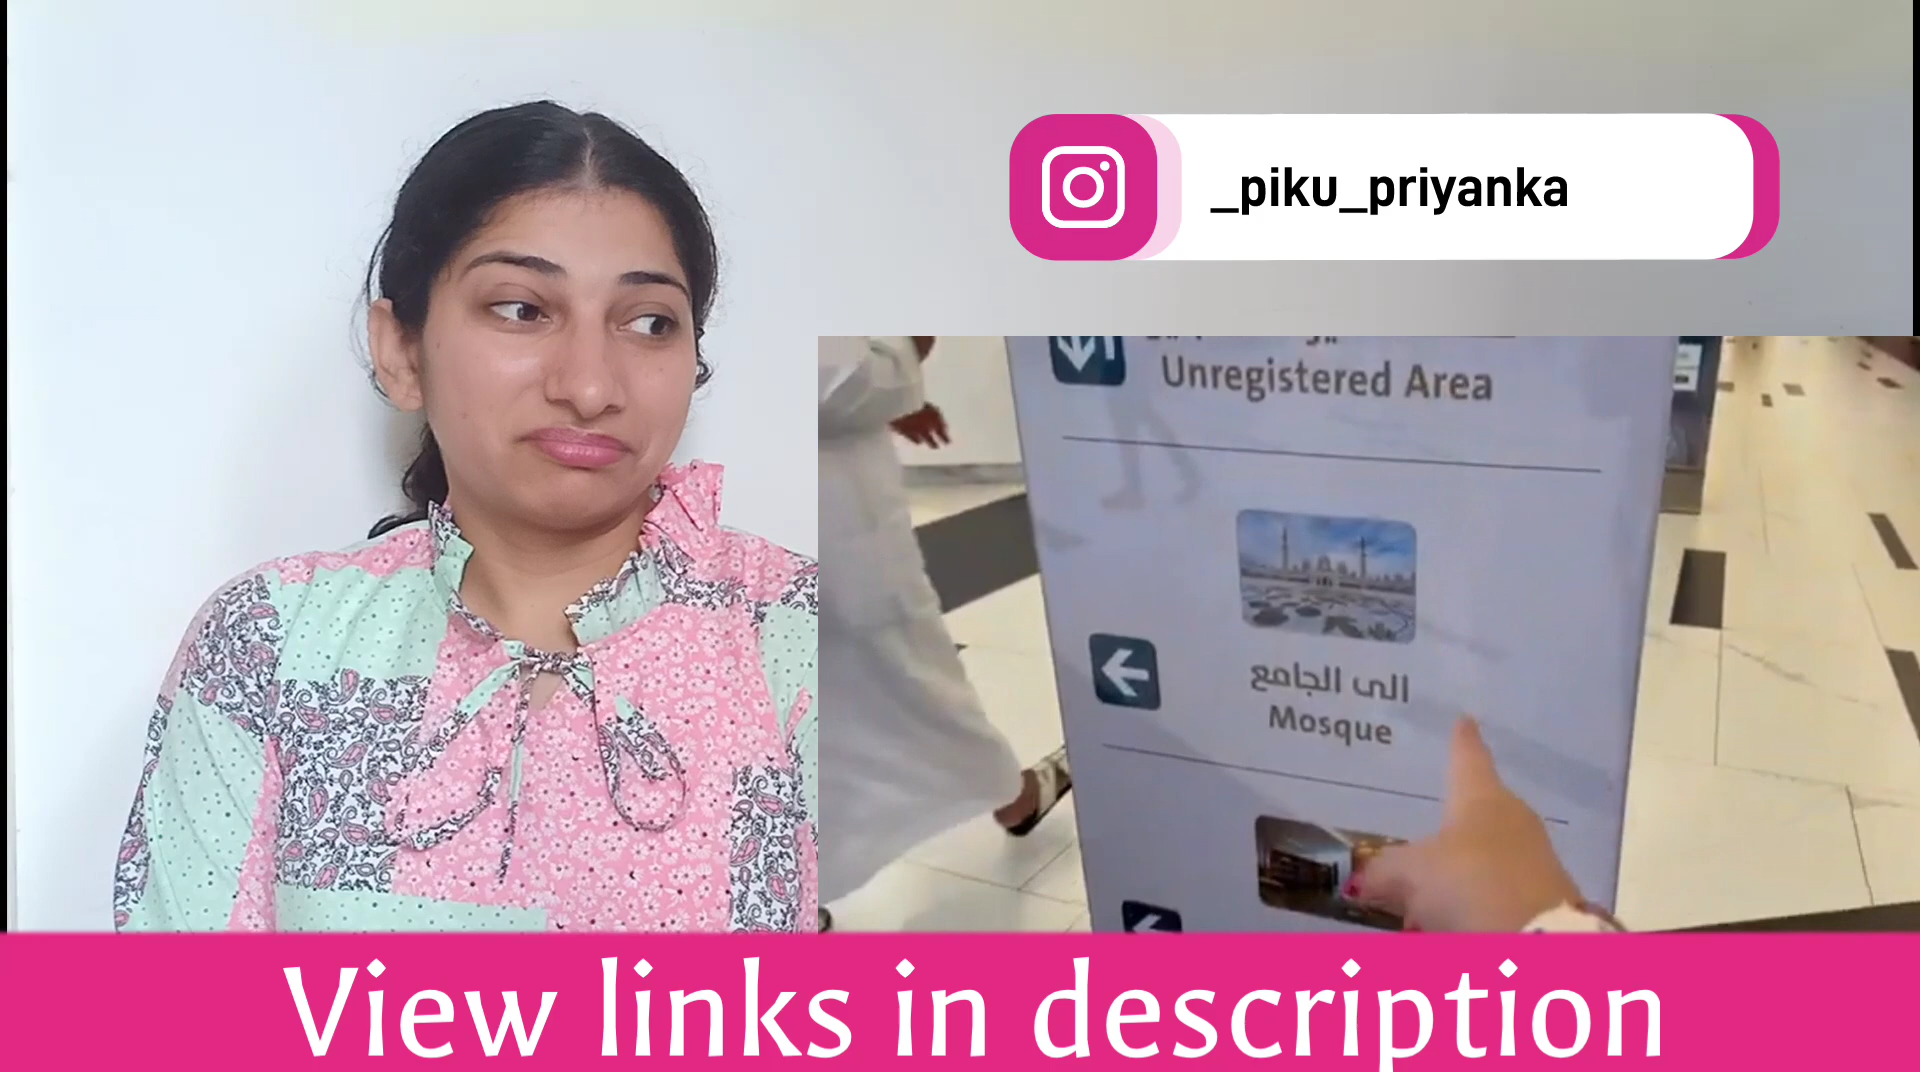 _piku_priyanka
Unregistered Area
الى الجامع
Mosque
View links in description